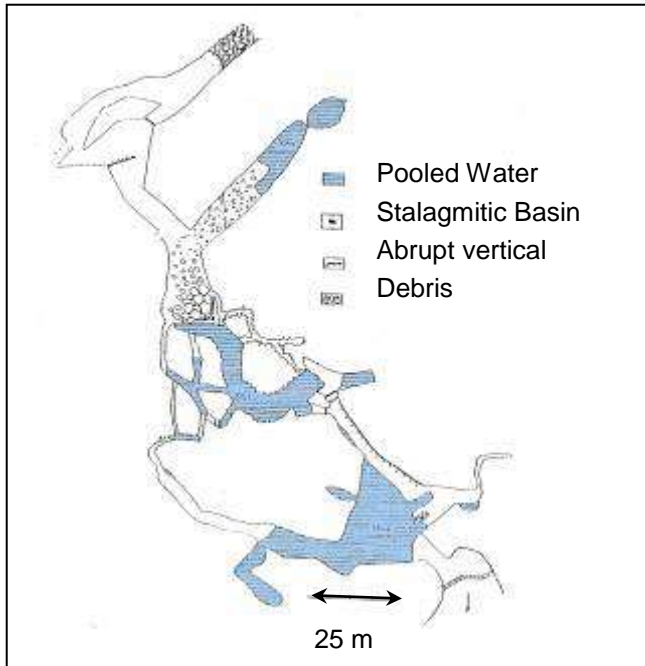 Pooled Water
Stalagmitic Basin
Abrupt vertical
Debris
25 m